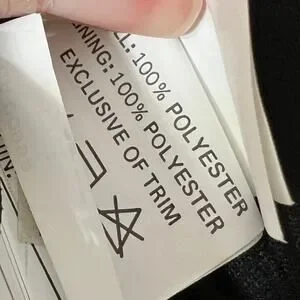 L: 100% POLYESTER
NING: 100% POLYESTER
EXCLUSIVE OF TRIM